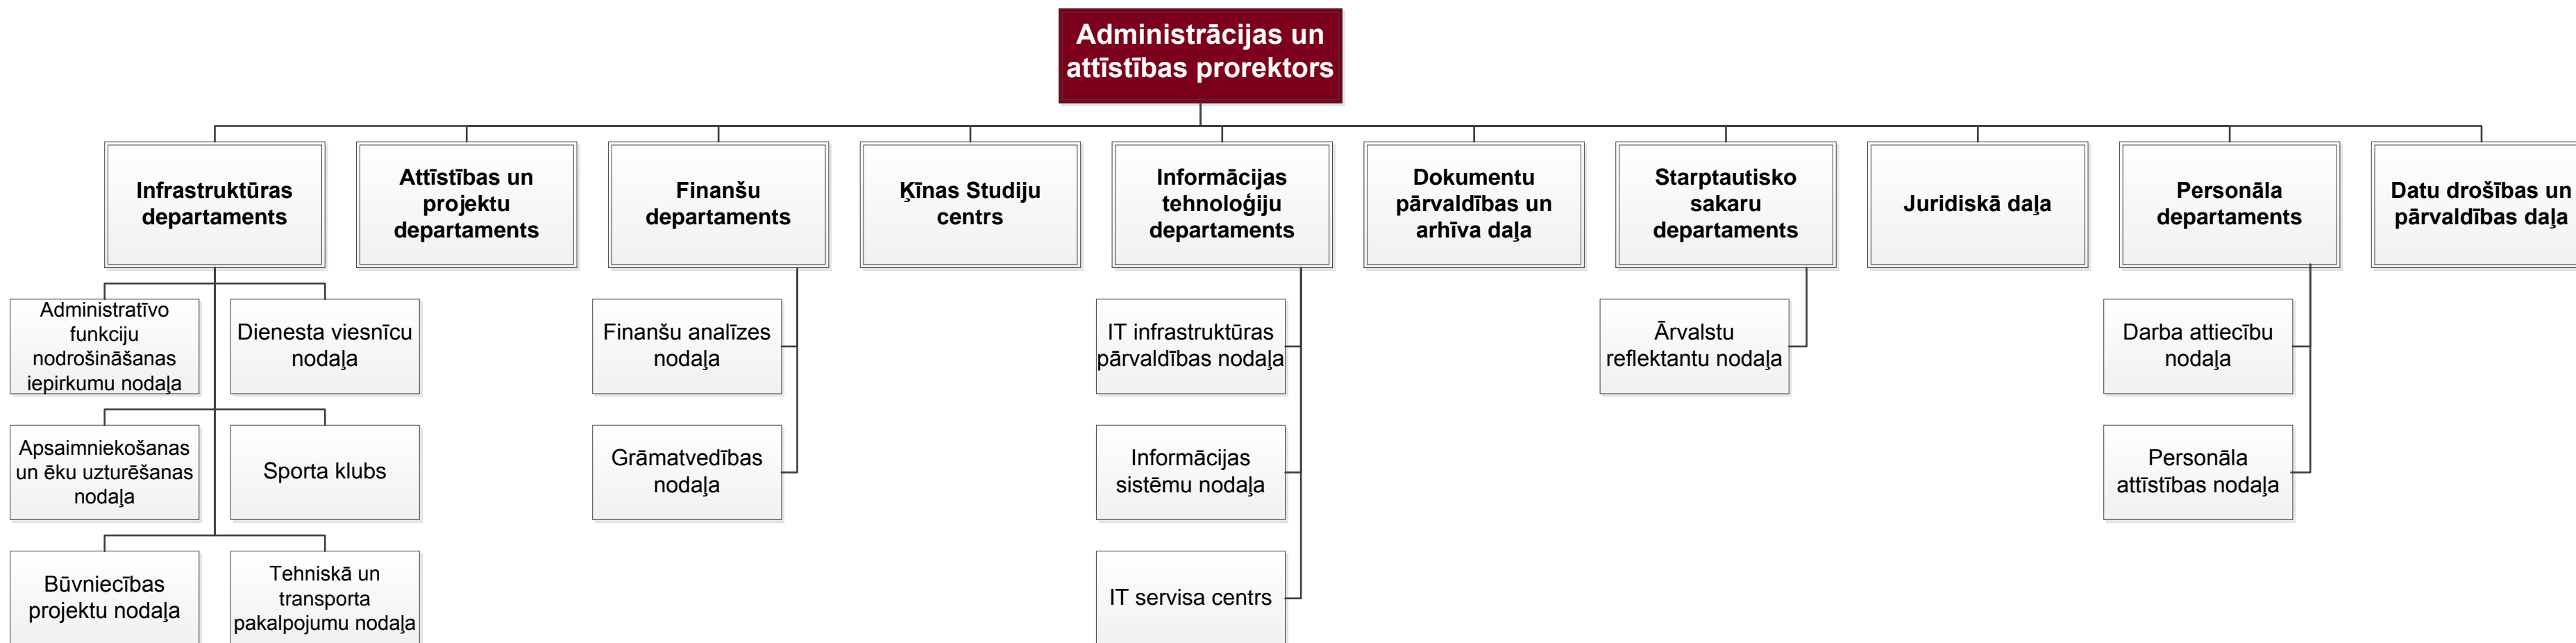 Administrācijas un
attīstības prorektors
Infrastruktūras
departaments
Attīstības un
projektu
departaments
Finanšu
departaments
Ķīnas Studiju
centrs
Informācijas
tehnoloģiju
departaments
Dokumentu
pārvaldības un
arhīva daļa
Starptautisko
sakaru
departaments
Juridiskā daļa
Personāla
departaments
Datu drošības un
pārvaldības daļa
Administratīvo
funkciju
nodrošināšanas
iepirkumu nodaļa
Dienesta viesnīcu
nodaļa
Finanšu analīzes
nodaļa
IT infrastruktūras
pārvaldības nodaļa
Ārvalstu
reflektantu nodaļa
Darba attiecību
nodaļa
Apsaimniekošanas
un ēku uzturēšanas
nodaļa
Sporta klubs
Grāmatvedības
nodaļa
Informācijas
sistēmu nodaļa
Personāla
attīstības nodaļa
Būvniecības
projektu nodaļa
Tehniskā un
transporta
pakalpojumu nodaļa
IT servisa centrs